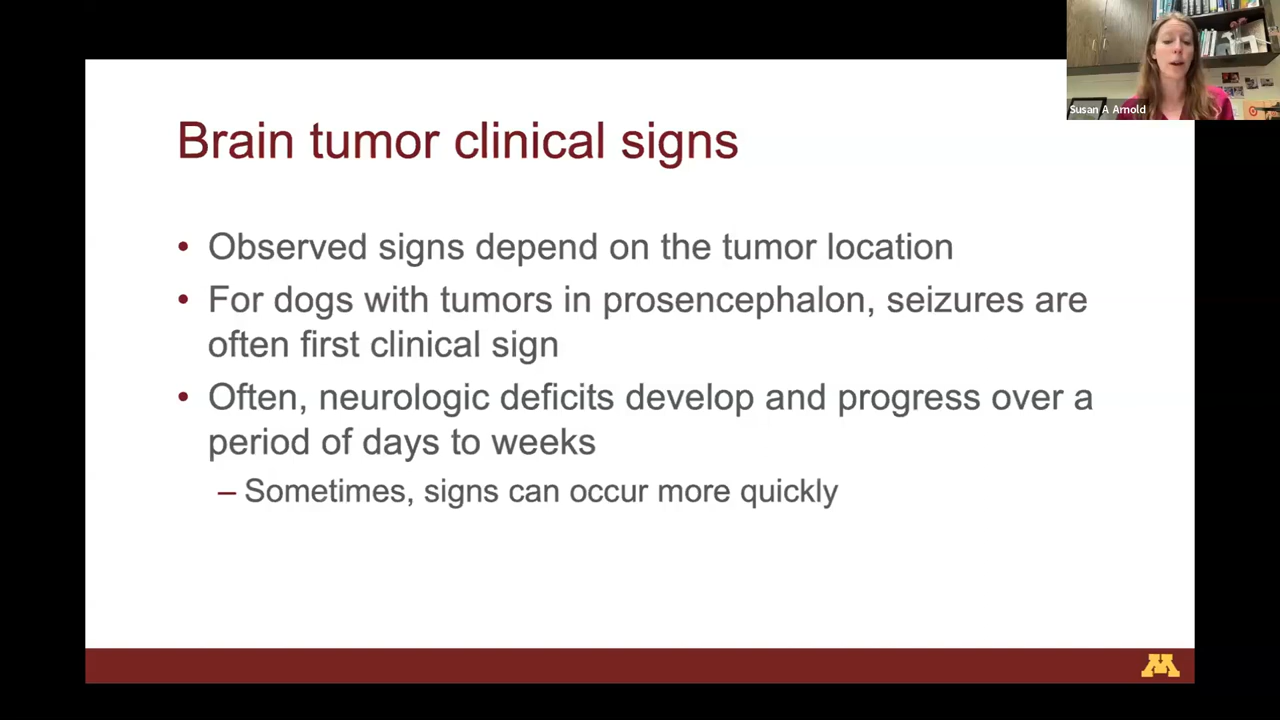 Susan A Arnold
Brain tumor clinical signs
• Observed signs depend on the tumor location
• For dogs with tumors in prosencephalon, seizures are
often first clinical sign
• Often, neurologic deficits develop and progress over a
period of days to weeks
– Sometimes, signs can occur more quickly
M